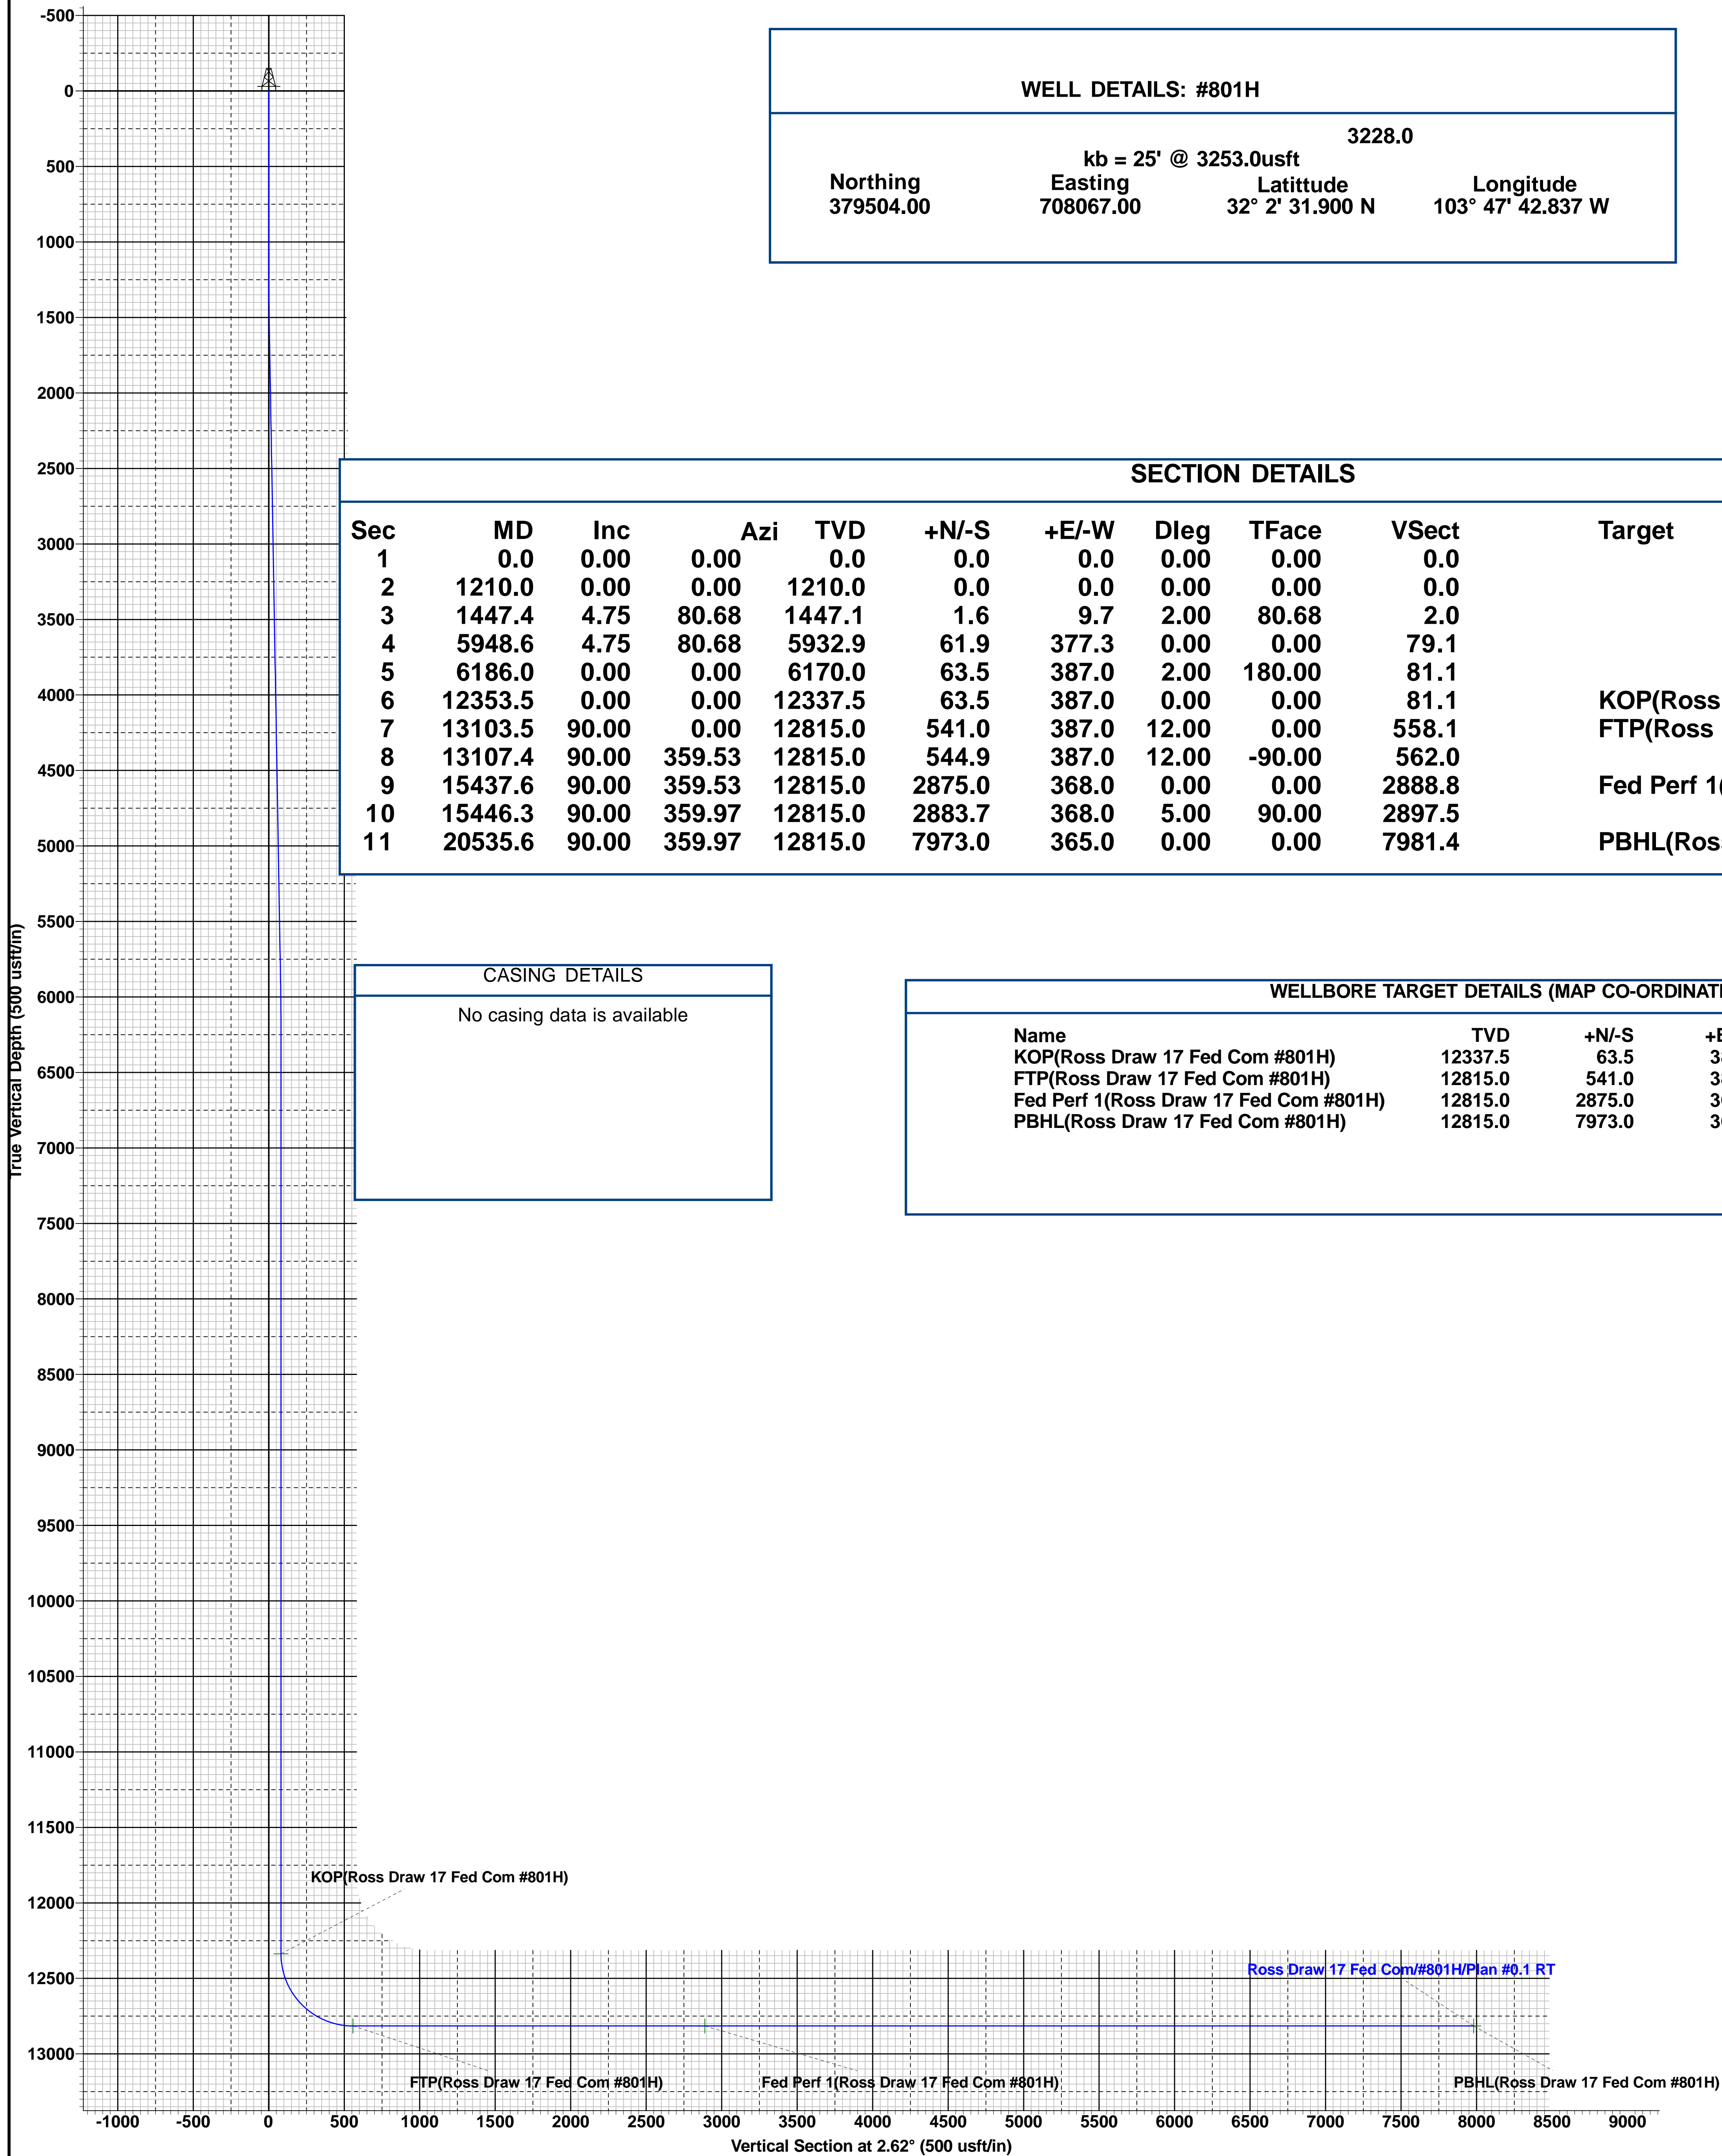 WELL DETAILS: #801H
3228.0
kb = 25' @ 3253.0usft
Northing Easting Latittude Longitude
379504.00 708067.00 32° 2' 31.900 N 103° 47' 42.837 W
-500
0
500
1000
1500
2000
2500
3000
3500
4000
4500
5000
5500
6000
6500
7000
7500
8000
8500
9000
9500
10000
10500
11000
11500
12000
12500
13000
True Vertical Depth (500 usft/in)
SECTION DETAILS
Sec MD Inc Azi TVD +N/-S +E/-W Dleg TFace VSect Target
1 0.0 0.00 0.00 0.0 0.0 0.0 0.00 0.00 0.0
2 1210.0 0.00 0.00 1210.0 0.0 0.0 0.00 0.00 0.0
3 1447.4 4.75 80.68 1447.1 1.6 9.7 2.00 80.68 2.0
4 5948.6 4.75 80.68 5932.9 61.9 377.3 0.00 0.00 79.1
5 6186.0 0.00 0.00 6170.0 63.5 387.0 2.00 180.00 81.1
6 12353.5 0.00 0.00 12337.5 63.5 387.0 0.00 0.00 81.1 KOP(Ross
7 13103.5 90.00 0.00 12815.0 541.0 387.0 12.00 0.00 558.1 FTP(Ross
8 13107.4 90.00 359.53 12815.0 544.9 387.0 12.00 -90.00 562.0
9 15437.6 90.00 359.53 12815.0 2875.0 368.0 0.00 0.00 2888.8 Fed Perf 1(
10 15446.3 90.00 359.97 12815.0 2883.7 368.0 5.00 90.00 2897.5
11 20535.6 90.00 359.97 12815.0 7973.0 365.0 0.00 0.00 7981.4 PBHL(Ros
CASING DETAILS
No casing data is available
WELLBORE TARGET DETAILS (MAP CO-ORDINAT
Name TVD +N/-S +E
KOP(Ross Draw 17 Fed Com #801H) 12337.5 63.5 3
FTP(Ross Draw 17 Fed Com #801H) 12815.0 541.0 3
Fed Perf 1(Ross Draw 17 Fed Com #801H) 12815.0 2875.0 3
PBHL(Ross Draw 17 Fed Com #801H) 12815.0 7973.0 3
KOP(Ross Draw 17 Fed Com #801H)
Ross Draw 17 Fed Com/#801H/Plan #0.1 RT
FTP(Ross Draw 17 Fed Com #801H)
Fed Perf 1(Ross Draw 17 Fed Com #801H)
PBHL(Ross Draw 17 Fed Com #801H)
-1000 -500 0 500 1000 1500 2000 2500 3000 3500 4000 4500 5000 5500 6000 6500 7000 7500 8000 8500 9000
Vertical Section at 2.62° (500 usft/in)